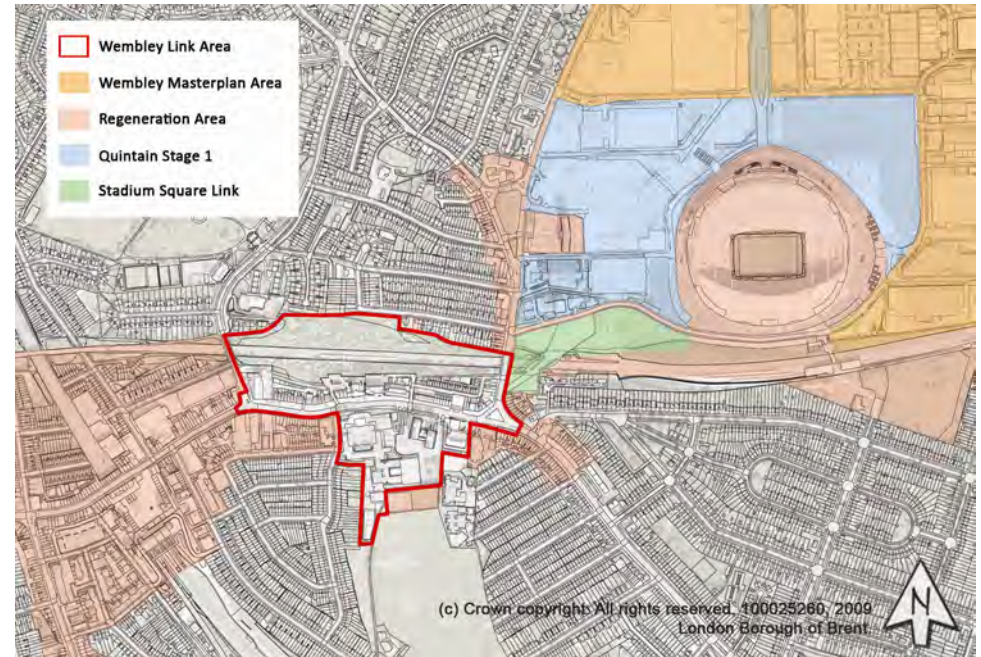 Wembley Link Area
Wembley Masterplan Area
Regeneration Area
Quintain Stage 1
Stadium Square Link
(c) Crown copyright. All rights reserved. 100025260, 2009
London Borough of Brent.
N